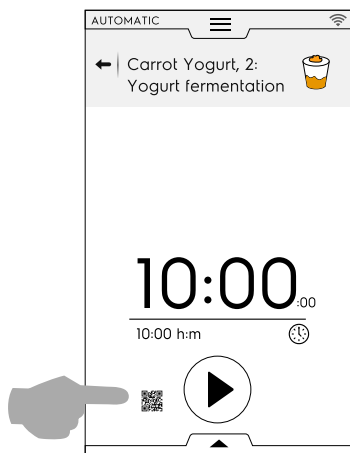 AUTOMATIC
Carrot Yogurt, 2:
Yogurt fermentation
10:00:00
10:00 h:m